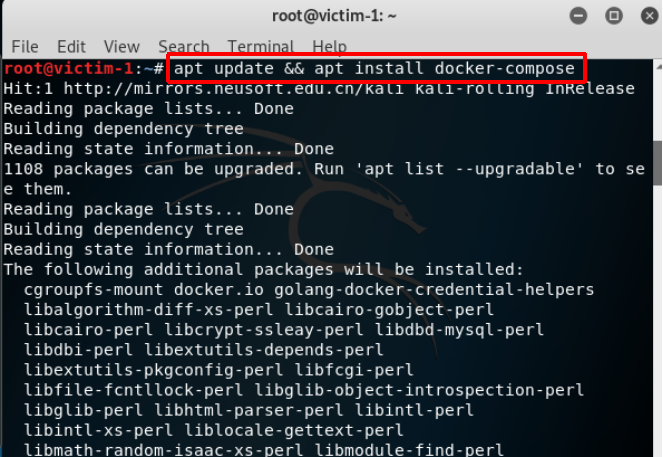 root@victim-1: ~
File Edit View Search Terminal Help
root@victim-1:~# apt update && apt install docker-compose
Hit:1 http://mirrors.neusoft.edu.cn/kali kali-rolling InRelease
Reading package lists... Done
Building dependency tree
Reading state information... Done
1108 packages can be upgraded. Run 'apt list --upgradable' to se
e them.
Reading package lists... Done
Building dependency tree
Reading state information... Done
The following additional packages will be installed:
cgroupfs-mount docker.io golang-docker-credential-helpers
libalgorithm-diff-xs-perl libcairo-gobject-perl
libcairo-perl libcrypt-ssleay-perl libdbd-mysql-perl
libdbi-perl libextutils-depends-perl
libextutils-pkgconfig-perl libfcgi-perl
libfile-fcntllock-perl libglib-object-introspection-perl
libglib-perl libhtml-parser-perl libintl-perl
libintl-xs-perl liblocale-gettext-perl
libmath-random-isaac-xs-perl libmodule-find-perl